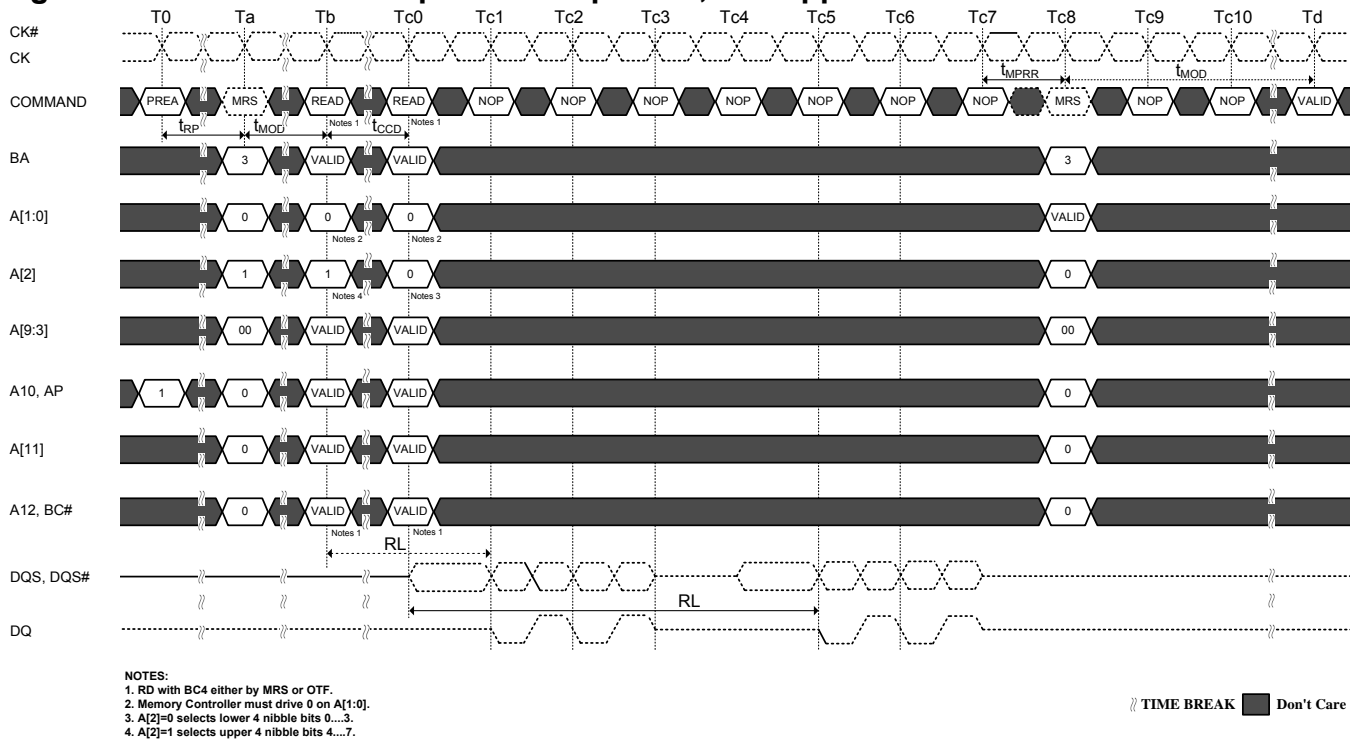 T0 Ta Tb Tc0 Tc1 Tc2 Tc3 Tc4 Tc5 Tc6 Tc7 Tc8 Tc9 Tc10 Td
CK#
CK
tMPRR tMOD
COMMAND PREA MRS READ READ NOP NOP NOP NOP NOP NOP NOP MRS NOP NOP VALID
Notes 1 Notes 1
tRP tMOD tCCD
BA 3 VALID VALID 3
A[1:0] 0 0 0 VALID
Notes 2 Notes 2
A[2] 1 1 0 0
Notes 4 Notes 3
A[9:3] 00 VALID VALID 00
A10, AP 1 0 VALID VALID 0
A[11] 0 VALID VALID 0
A12, BC# 0 VALID VALID 0
Notes 1 Notes 1
RL
DQS, DQS#
RL
DQ
NOTES:
1. RD with BC4 either by MRS or OTF.
2. Memory Controller must drive 0 on A[1:0].
3. A[2]=0 selects lower 4 nibble bits 0....3.
4. A[2]=1 selects upper 4 nibble bits 4....7.
TIME BREAK Don't Care